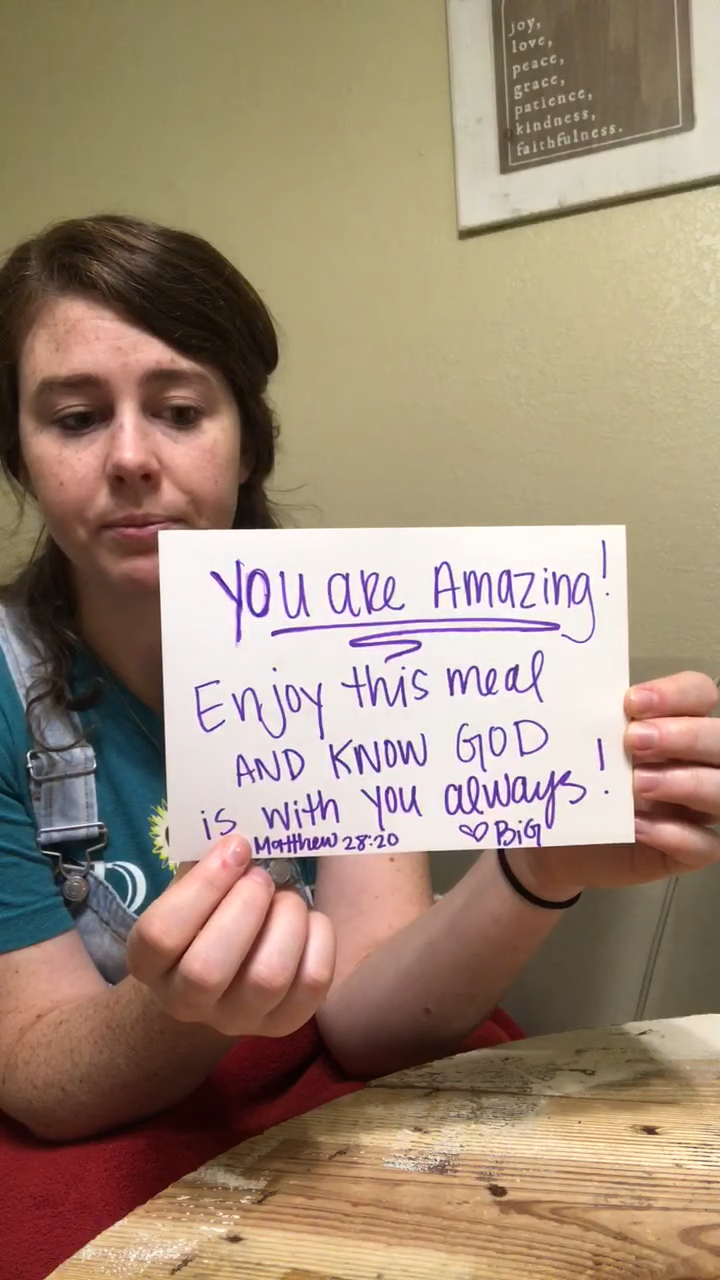 joy,
love,
peace,
grace,
patience,
kindness,
faithfulness.
YOU are Amazing!
Enjoy this meal
AND KNOW GOD
is with you always!
Matthew 28:20 ♡ BiG